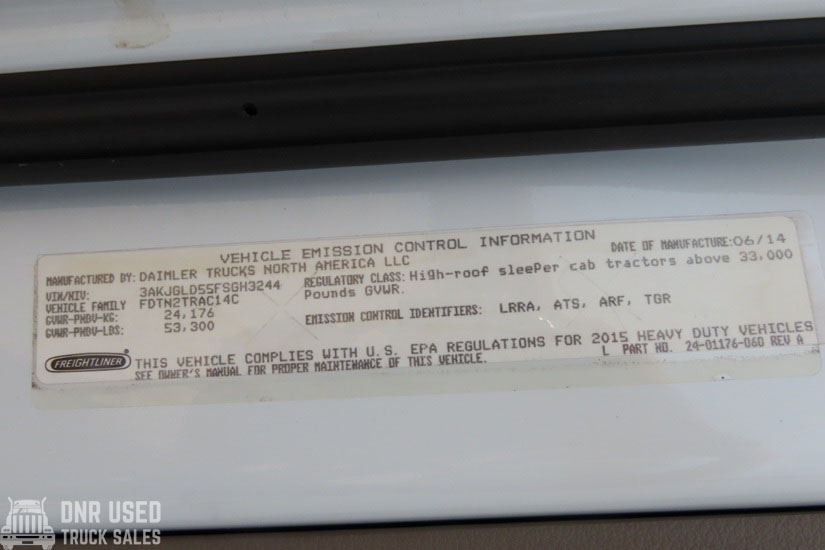 VEHICLE EMISSION CONTROL INFORMATION
MANUFACTURED BY: DAIMLER TRUCKS NORTH AMERICA LLC
DATE OF MANUFACTURE: 06/14
VIN/NIV: 3AKJGLD55FSGH3244
VEHICLE FAMILY FDTN2TRAC14C
GVWR-PNBV-KG: 24,176
GVWR-PNBV-LBS: 53,300
REGULATORY CLASS: High-roof sleeper cab tractors above 33,000
Pounds GVWR.
EMISSION CONTROL IDENTIFIERS: LRRA, ATS, ARF, TGR
FREIGHTLINER
THIS VEHICLE COMPLIES WITH U.S. EPA REGULATIONS FOR 2015 HEAVY DUTY VEHICLES
SEE OWNER'S MANUAL FOR PROPER MAINTENANCE OF THIS VEHICLE.
L PART NO. 24-01176-060 REV A
DNR USED
TRUCK SALES